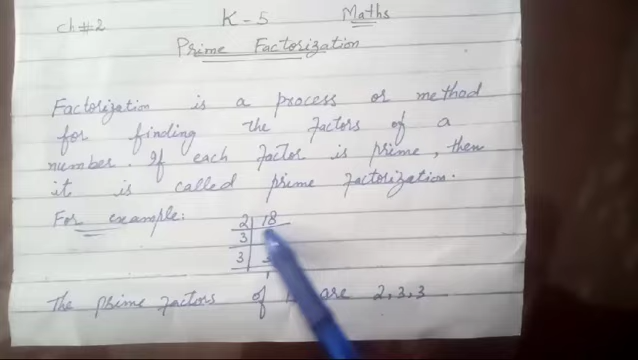 Ch#2 K-5 Maths
Prime Factorization
Factorization is a process or method
for finding the factors of a
number. If each factor is prime, then
it is called prime factorization.
For example: 2 18
3
3
The prime factors of are 2,3,3